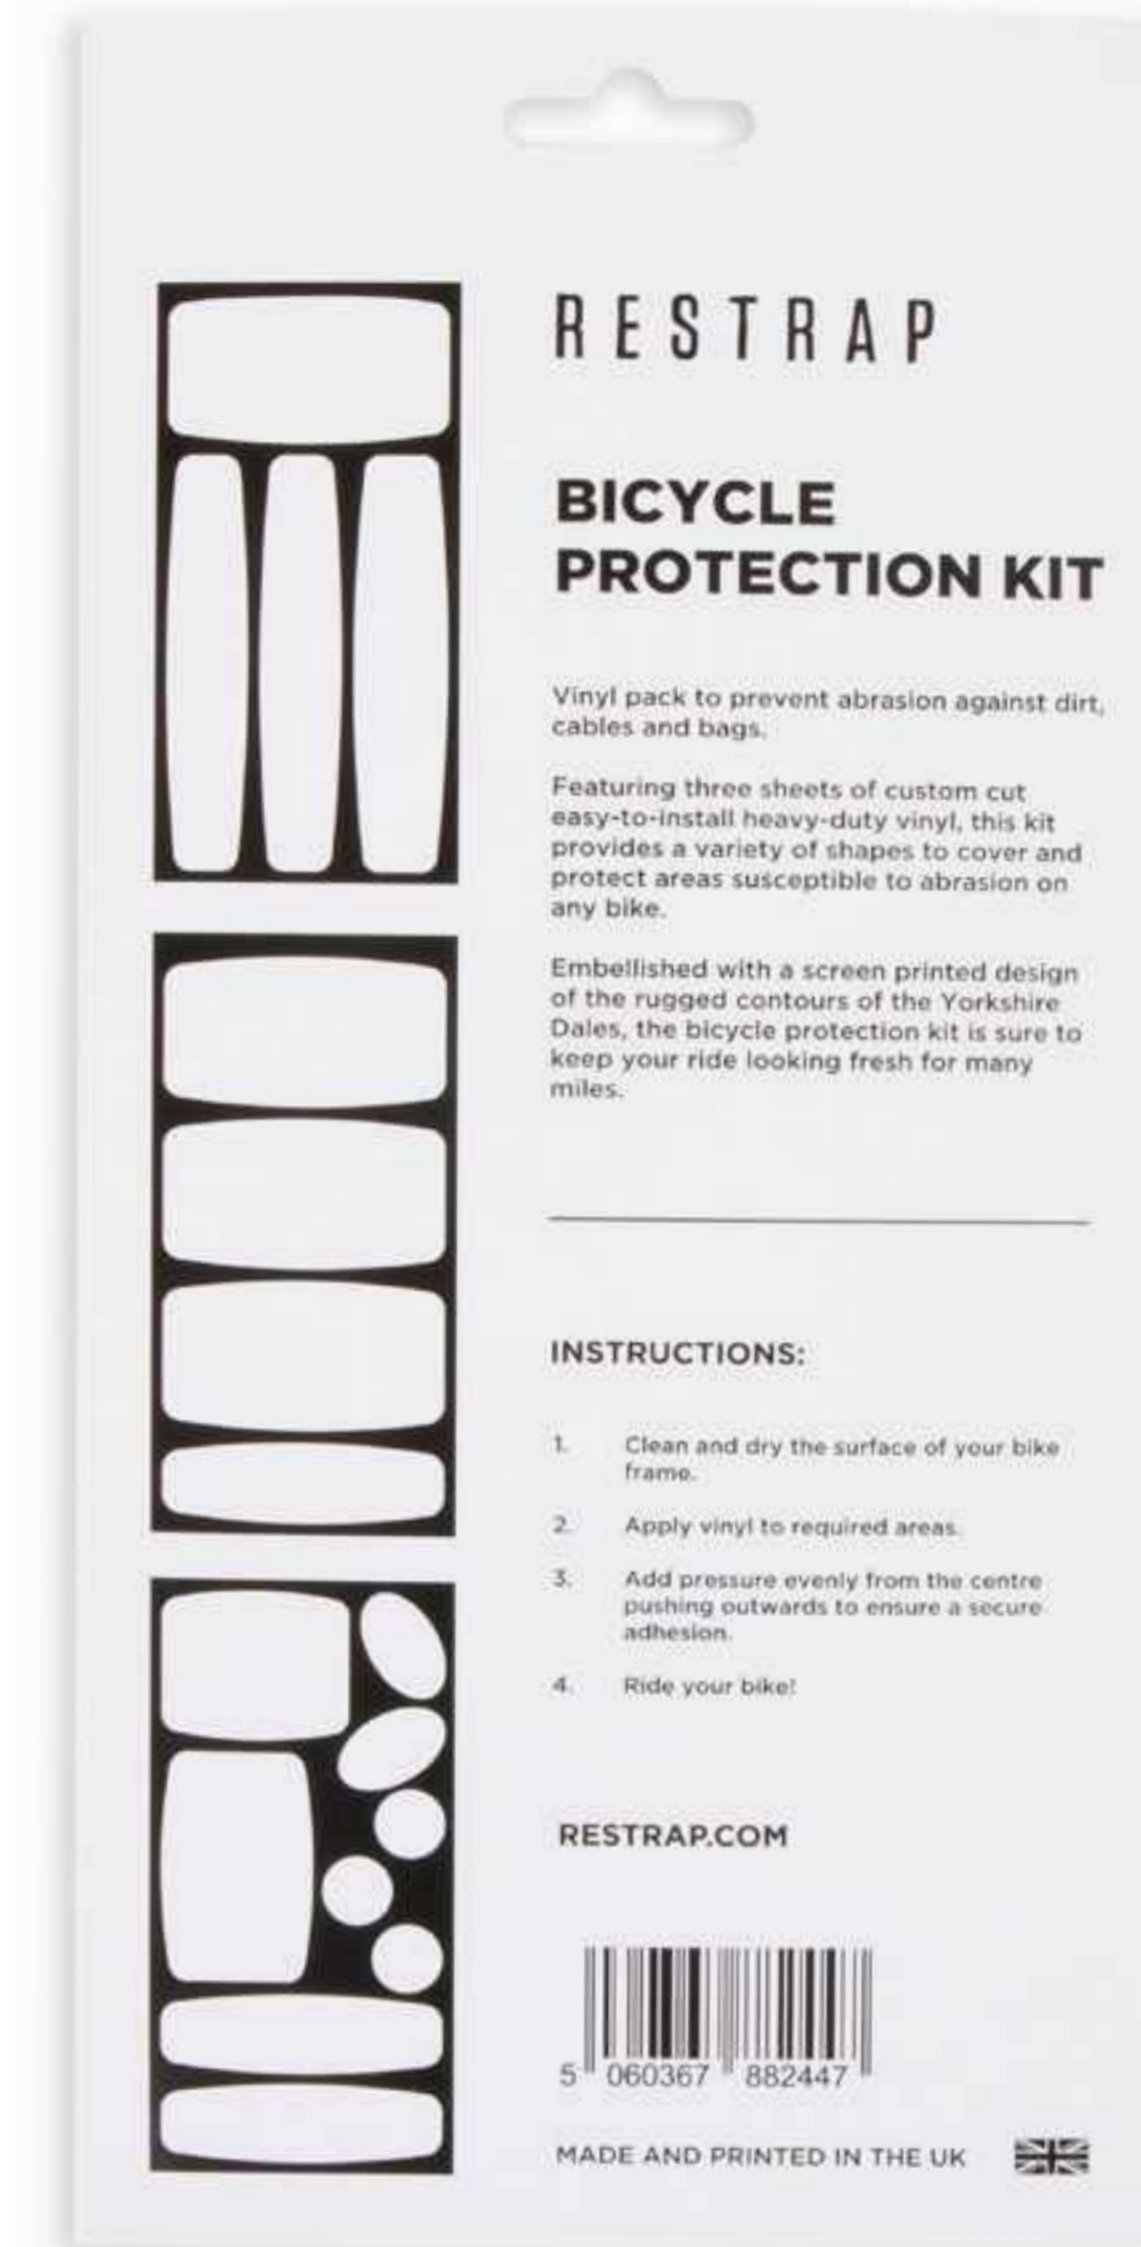 RESTRAP
BICYCLE
PROTECTION KIT
Vinyl pack to prevent abrasion against dirt,
cables and bags.
Featuring three sheets of custom cut
easy-to-install heavy-duty vinyl, this kit
provides a variety of shapes to cover and
protect areas susceptible to abrasion on
any bike.
Embellished with a screen printed design
of the rugged contours of the Yorkshire
Dales, the bicycle protection kit is sure to
keep your ride looking fresh for many
miles.
INSTRUCTIONS:
1. Clean and dry the surface of your bike
frame.
2. Apply vinyl to required areas.
3. Add pressure evenly from the centre
pushing outwards to ensure a secure
adhesion.
4. Ride your bike!
RESTRAP.COM
5 060367 882447
MADE AND PRINTED IN THE UK